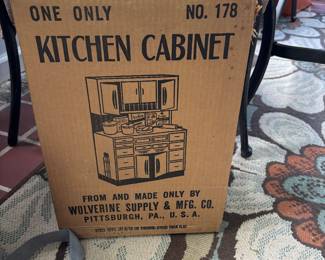 ONE ONLY NO. 178
KITCHEN CABINET
FROM AND MADE ONLY BY
WOLVERINE SUPPLY & MFG. CO.
PITTSBURGH, PA., U. S. A.